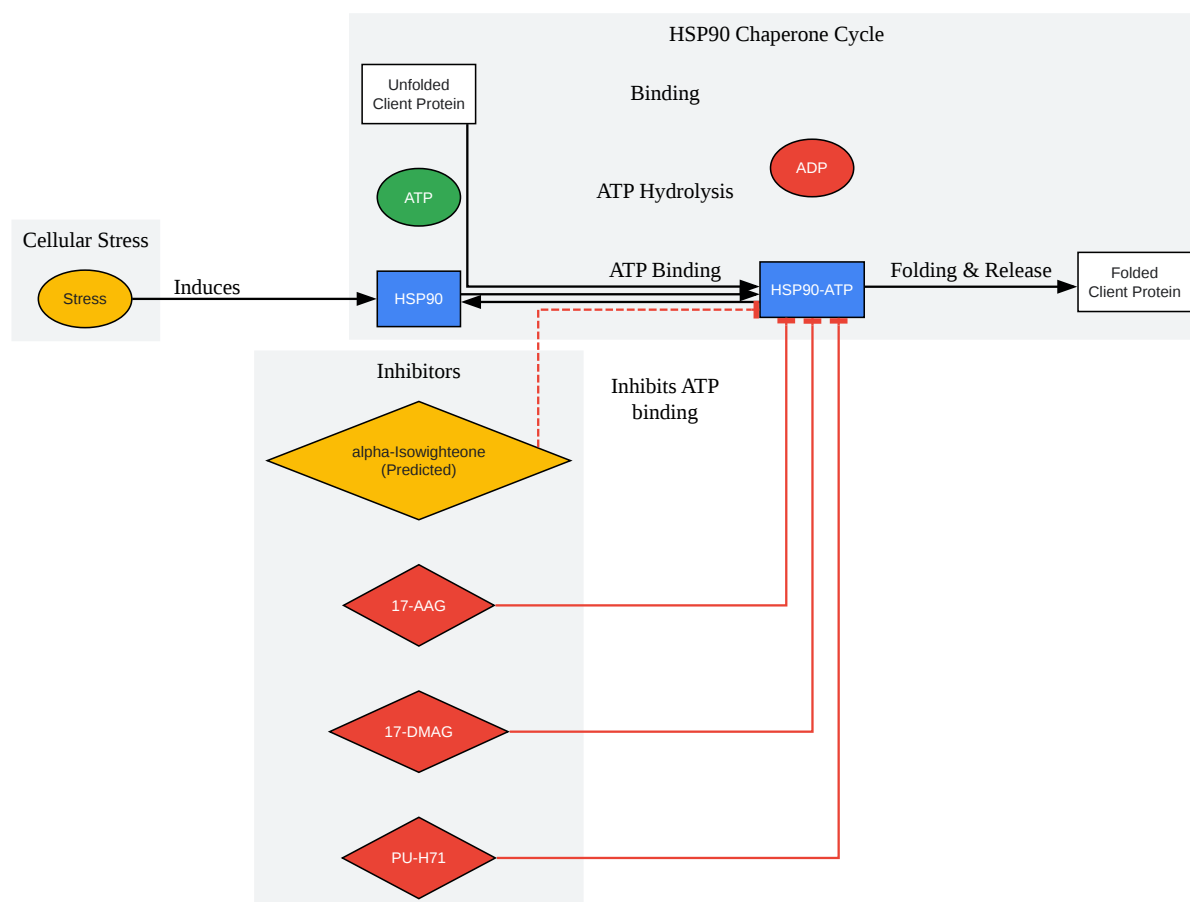 HSP90 Chaperone Cycle
Unfolded
Client Protein
Binding
ADP
ATP
ATP Hydrolysis
Cellular Stress
Stress
Induces
HSP90
ATP Binding
HSP90-ATP
Folding & Release
Folded
Client Protein
Inhibitors
Inhibits ATP
binding
alpha-Isowighteone
(Predicted)
17-AAG
17-DMAG
PU-H71